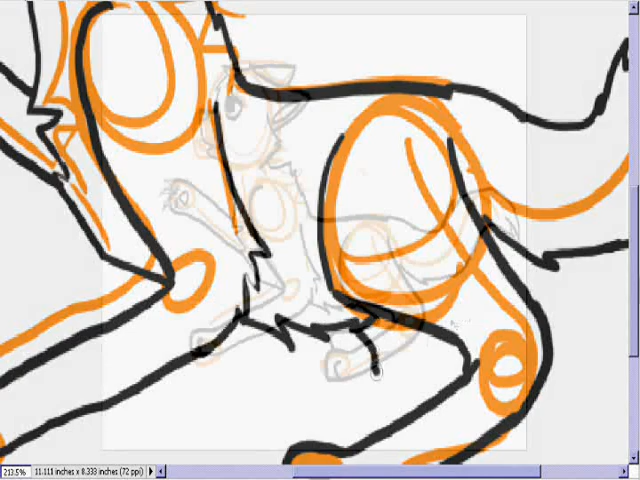 213.5% 11.111 inches x 8.333 inches (72 ppi)